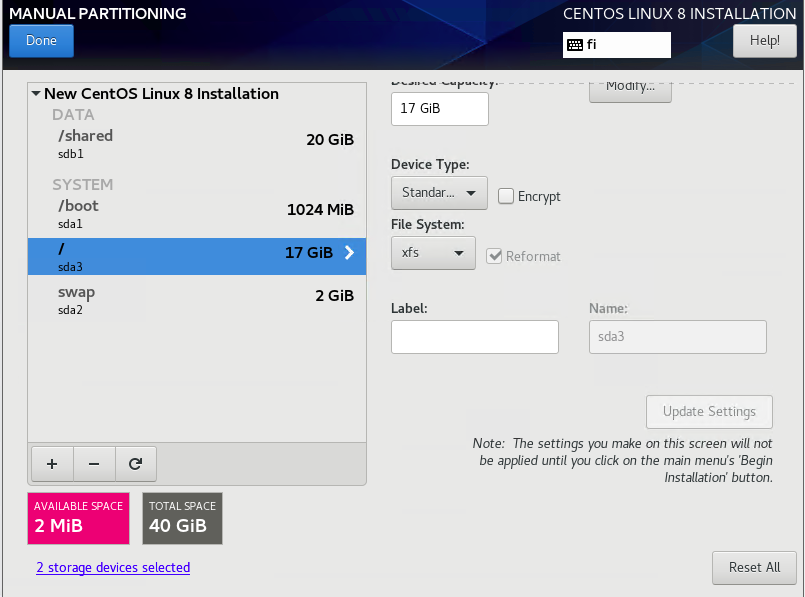 MANUAL PARTITIONING
CENTOS LINUX 8 INSTALLATION
Done
fi
Help!
New CentOS Linux 8 Installation
DATA
/shared
20 GiB
sdb1
SYSTEM
/boot
1024 MiB
sda1
/
17 GiB
sda3
swap
2 GiB
sda2
+ −
AVAILABLE SPACE
2 MiB
TOTAL SPACE
40 GiB
2 storage devices selected
Desired Capacity:
Modify...
17 GiB
Device Type:
Standar...
Encrypt
File System:
xfs
Reformat
Label:
Name:
sda3
Update Settings
Note: The settings you make on this screen will not
be applied until you click on the main menu's 'Begin
Installation' button.
Reset All